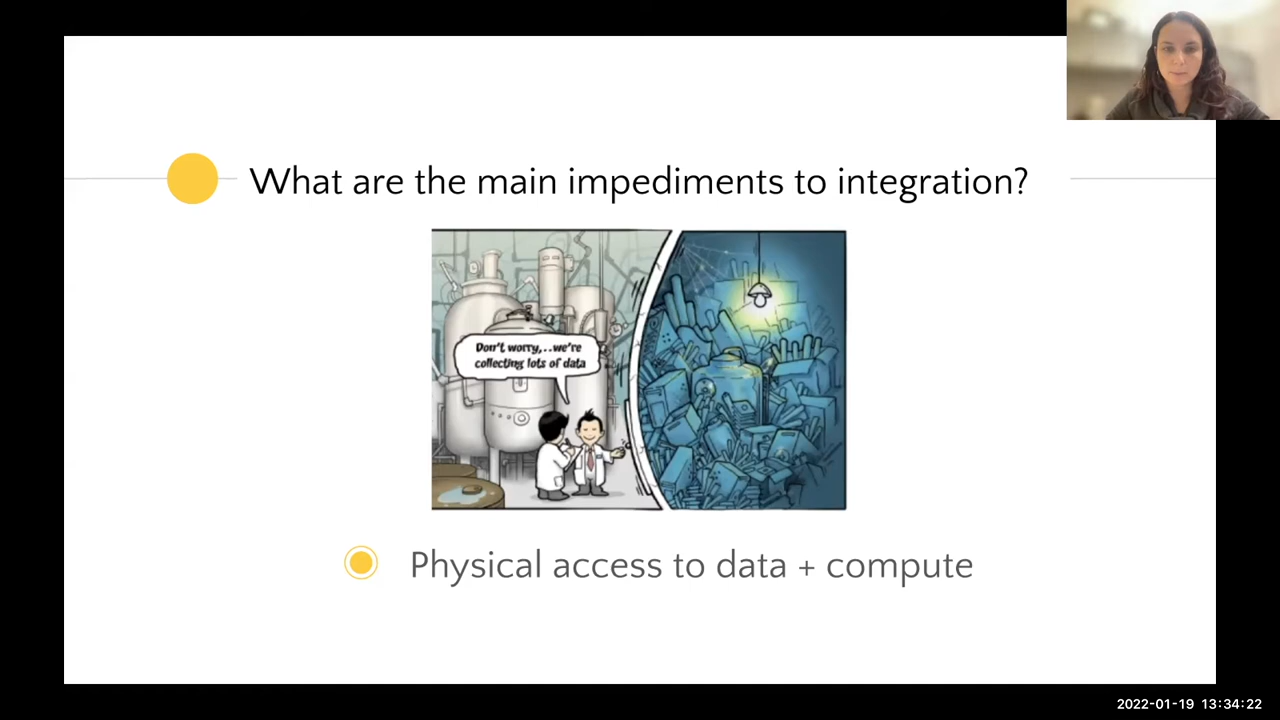 What are the main impediments to integration?
Don't worry,..we're
collecting lots of data
Physical access to data + compute
2022-01-19 13:34:22